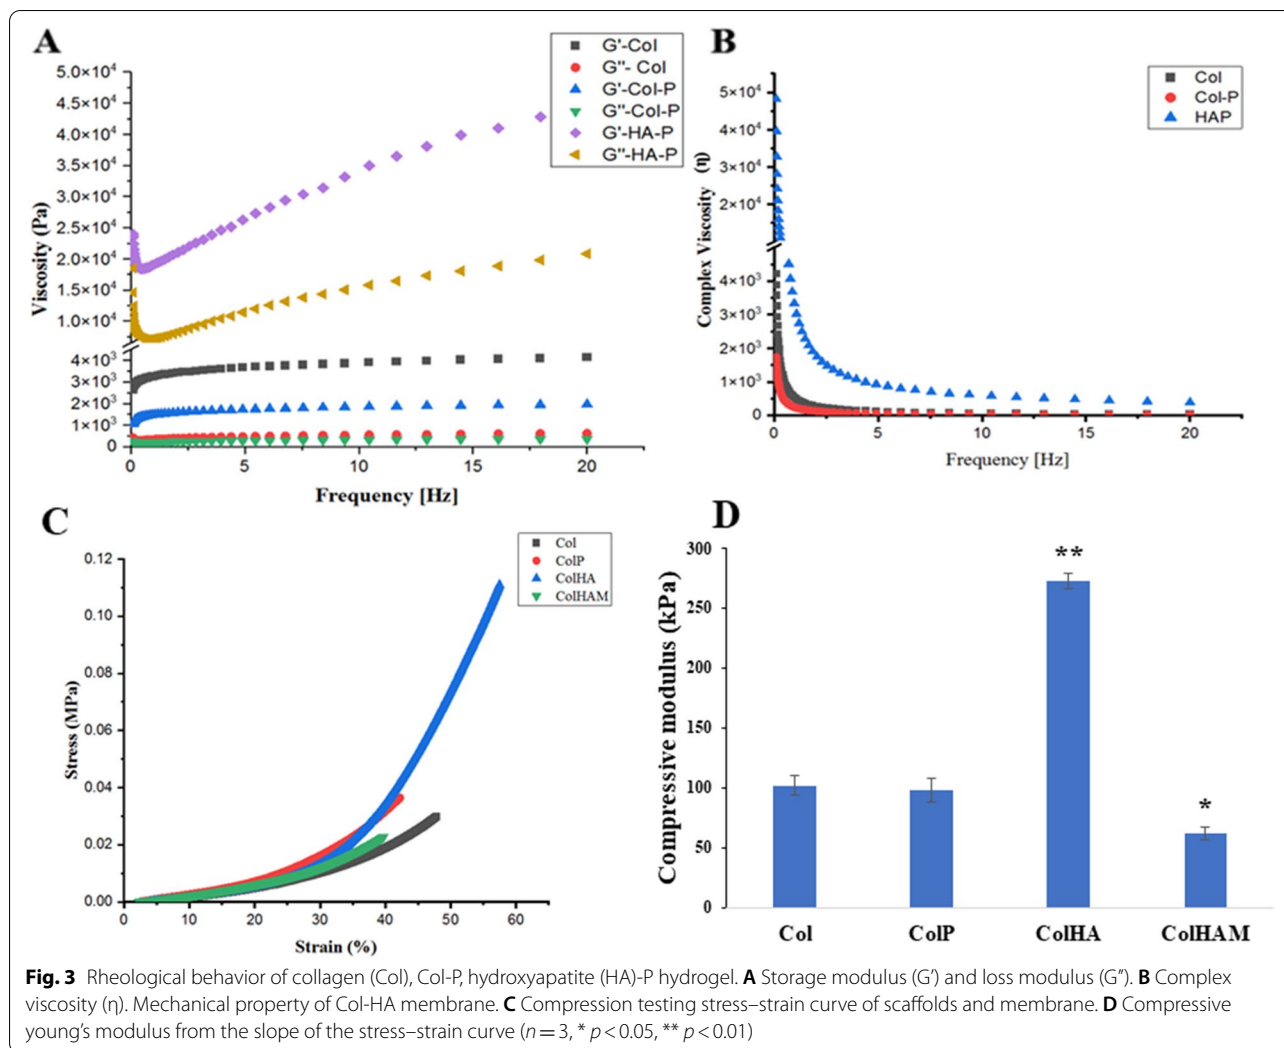 A
G'-Col
G''- Col
G'-Col-P
G''-Col-P
G'-HA-P
G''-HA-P
5.0×10⁴
4.5×10⁴
4.0×10⁴
3.5×10⁴
3.0×10⁴
2.5×10⁴
2.0×10⁴
1.5×10⁴
1.0×10⁴
4×10³
3×10³
2×10³
1×10³
0
Viscosity (Pa)
0 5 10 15 20
Frequency [Hz]
B
Col
Col-P
HAP
5×10⁴
4×10⁴
3×10⁴
2×10⁴
4×10³
3×10³
2×10³
1×10³
0
Complex Viscosity (η)
0 5 10 15 20
Frequency [Hz]
C
Col
ColP
ColHA
ColHAM
0.12
0.10
0.08
0.06
0.04
0.02
0.00
Stress (MPa)
0 10 20 30 40 50 60
Strain (%)
D
300
250
200
150
100
50
0
Compressive modulus (kPa)
**
*
Col ColP ColHA ColHAM
Fig. 3 Rheological behavior of collagen (Col), Col-P, hydroxyapatite (HA)-P hydrogel. A Storage modulus (G′) and loss modulus (G″). B Complex
viscosity (η). Mechanical property of Col-HA membrane. C Compression testing stress–strain curve of scaffolds and membrane. D Compressive
young's modulus from the slope of the stress–strain curve (n = 3, * p < 0.05, ** p < 0.01)